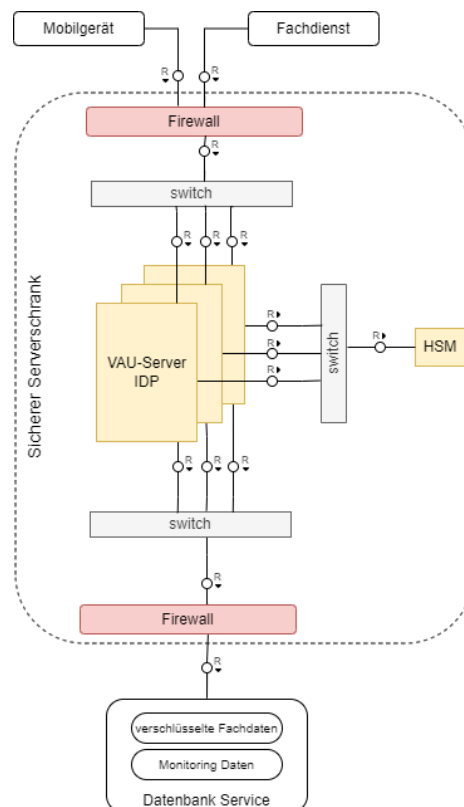 Mobilgerät
Fachdienst
R
R
Firewall
R
switch
R
R
R
Sicherer Serverschrank
VAU-Server
IDP
R
R
R
switch
R
HSM
R
R
R
switch
R
Firewall
R
verschlüsselte Fachdaten
Monitoring Daten
Datenbank Service